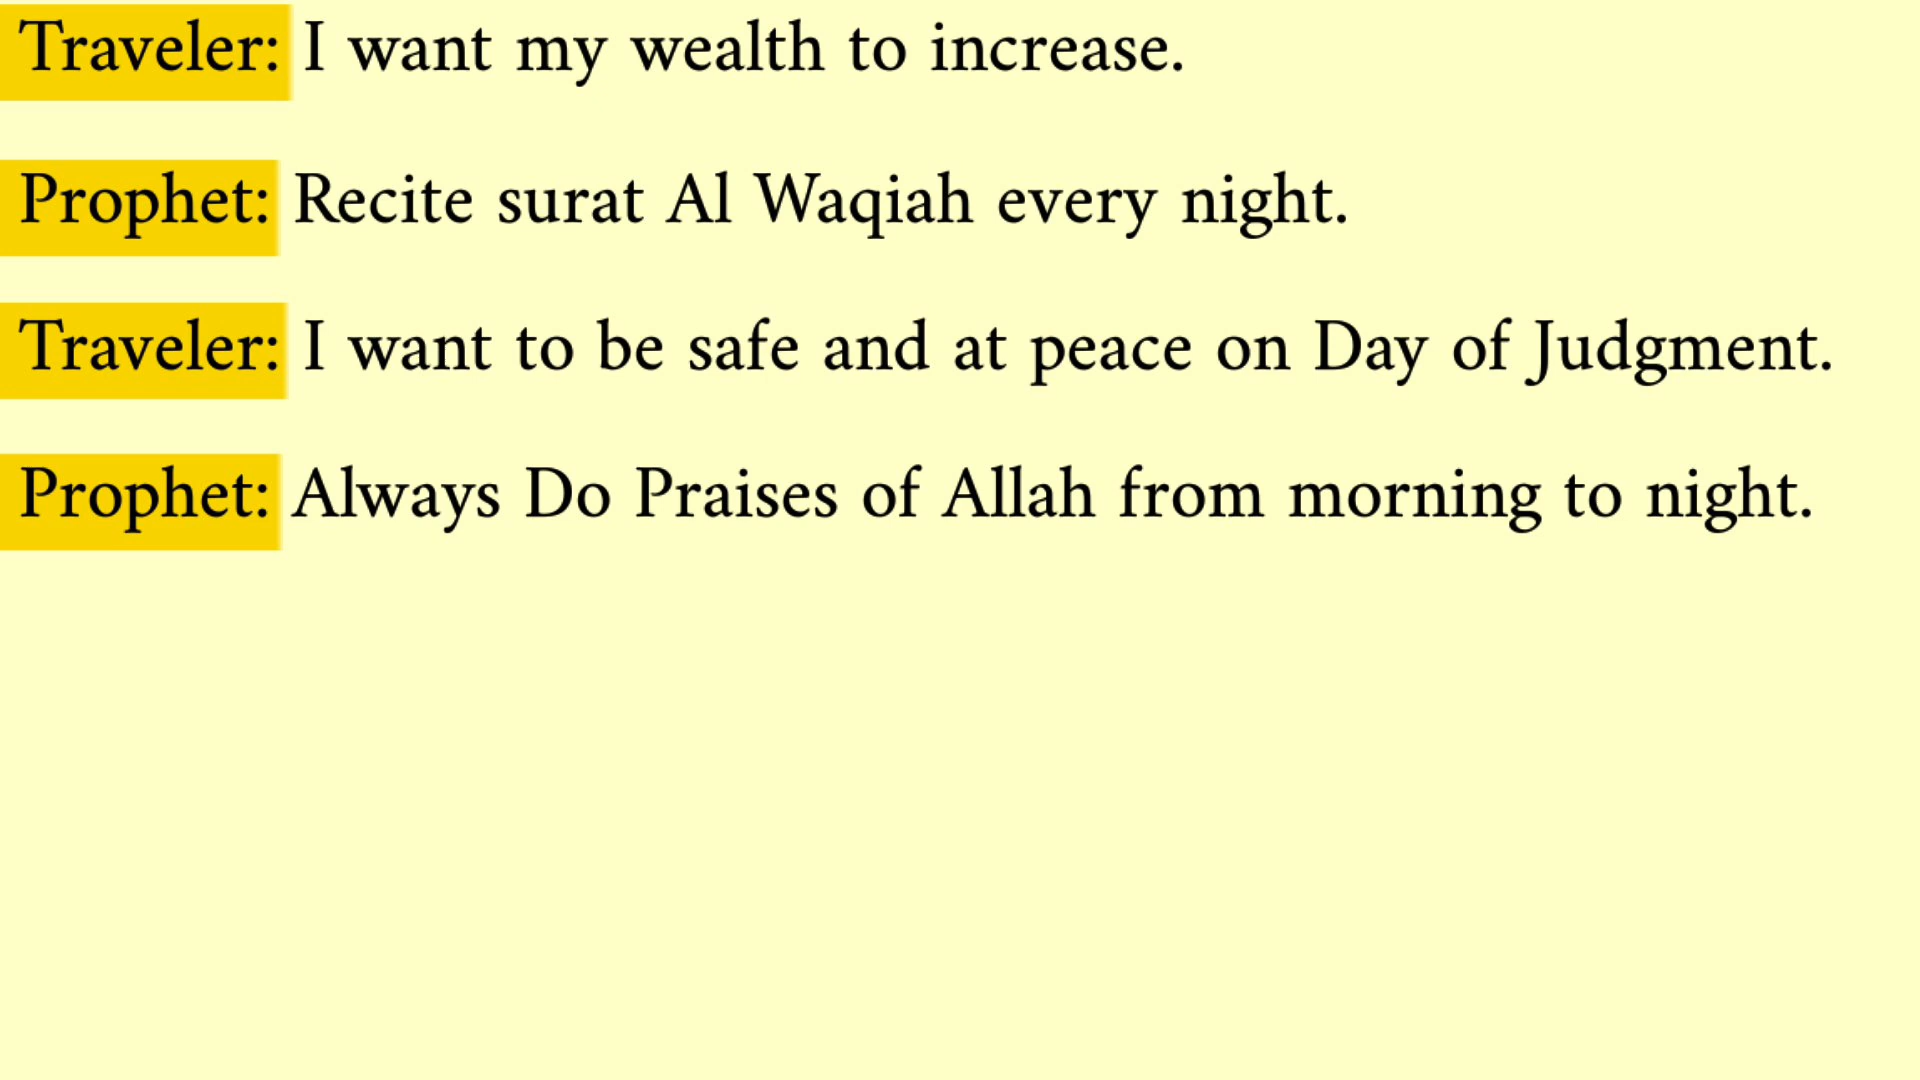 Traveler: I want my wealth to increase.
Prophet: Recite surat Al Waqiah every night.
Traveler: I want to be safe and at peace on Day of Judgment.
Prophet: Always Do Praises of Allah from morning to night.